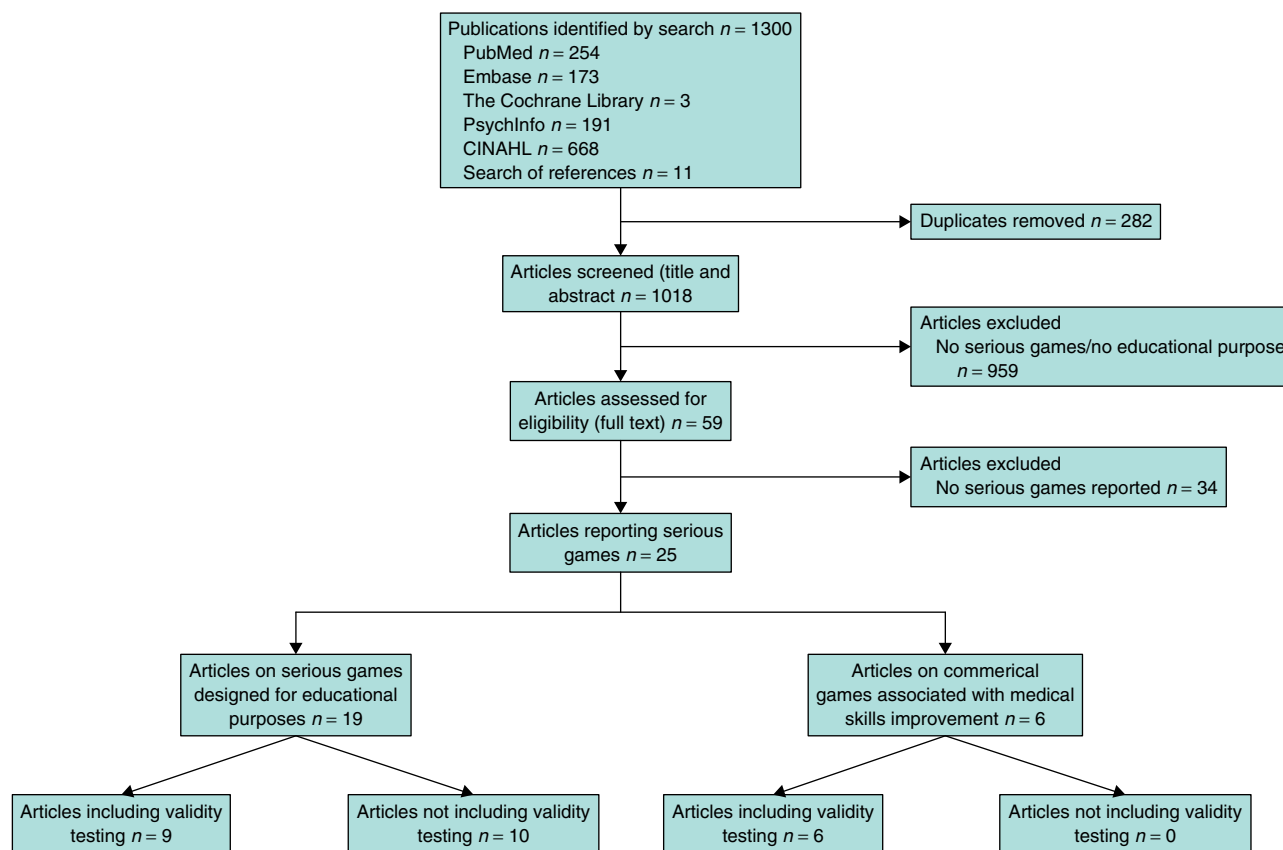 Publications identified by search n = 1300
PubMed n = 254
Embase n = 173
The Cochrane Library n = 3
PsychInfo n = 191
CINAHL n = 668
Search of references n = 11
Duplicates removed n = 282
Articles screened (title and
abstract n = 1018
Articles excluded
No serious games/no educational purpose
n = 959
Articles assessed for
eligibility (full text) n = 59
Articles excluded
No serious games reported n = 34
Articles reporting serious
games n = 25
Articles on serious games
designed for educational
purposes n = 19
Articles on commerical
games associated with medical
skills improvement n = 6
Articles including validity
testing n = 9
Articles not including validity
testing n = 10
Articles including validity
testing n = 6
Articles not including validity
testing n = 0